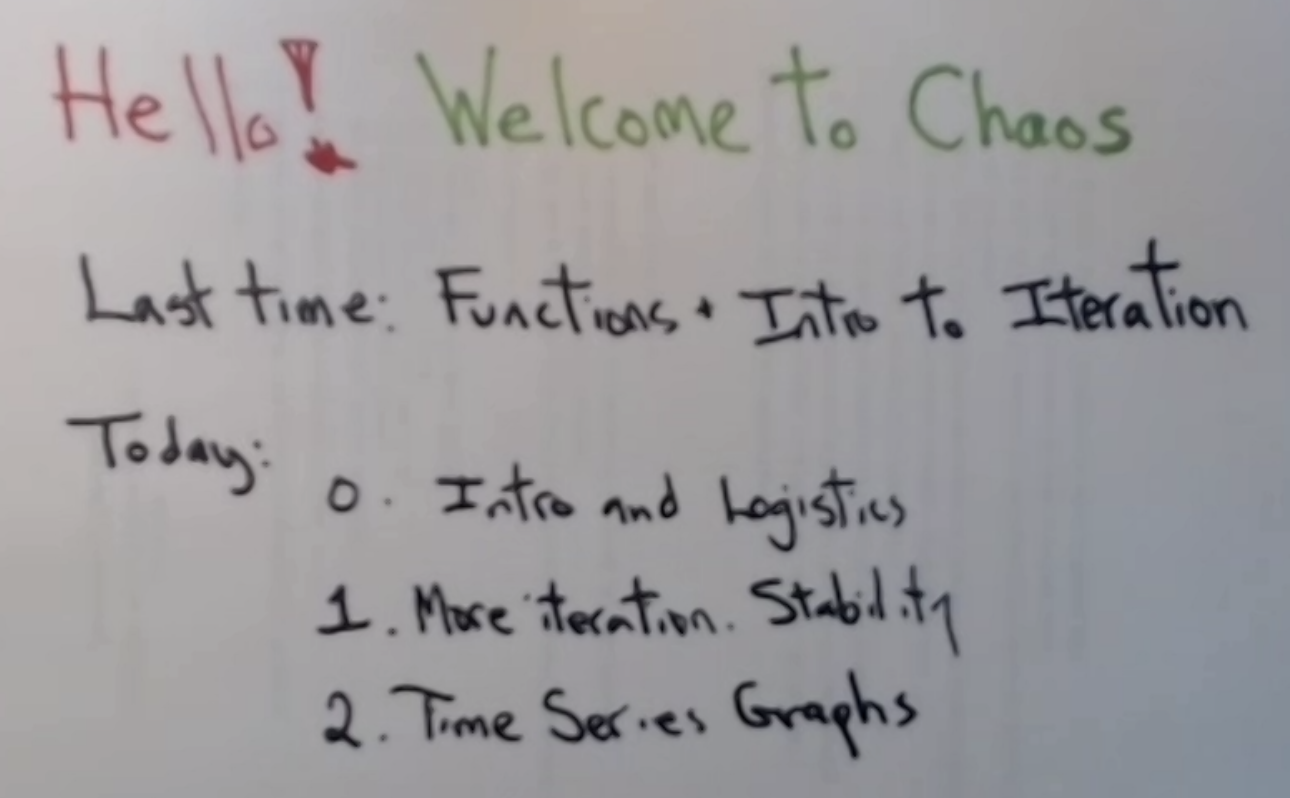 Hello! Welcome to Chaos
Last time: Functions + Intro to Iteration
Today:
0. Intro and Logistics
1. More iteration. Stability
2. Time Series Graphs